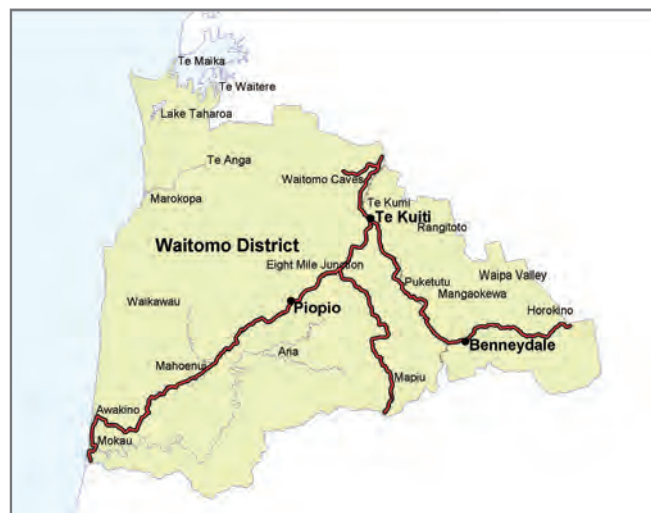 Te Maika
Te Waitere
Lake Taharoa
Te Anga
Waitomo Caves
Marokopa
Te Kumi
Te Kuiti
Rangitoto
Waitomo District
Eight Mile Junction
Waipa Valley
Puketutu
Mangaokewa
Waikawau
Piopio
Horokino
Benneydale
Aria
Mahoenui
Mapiu
Awakino
Mokau